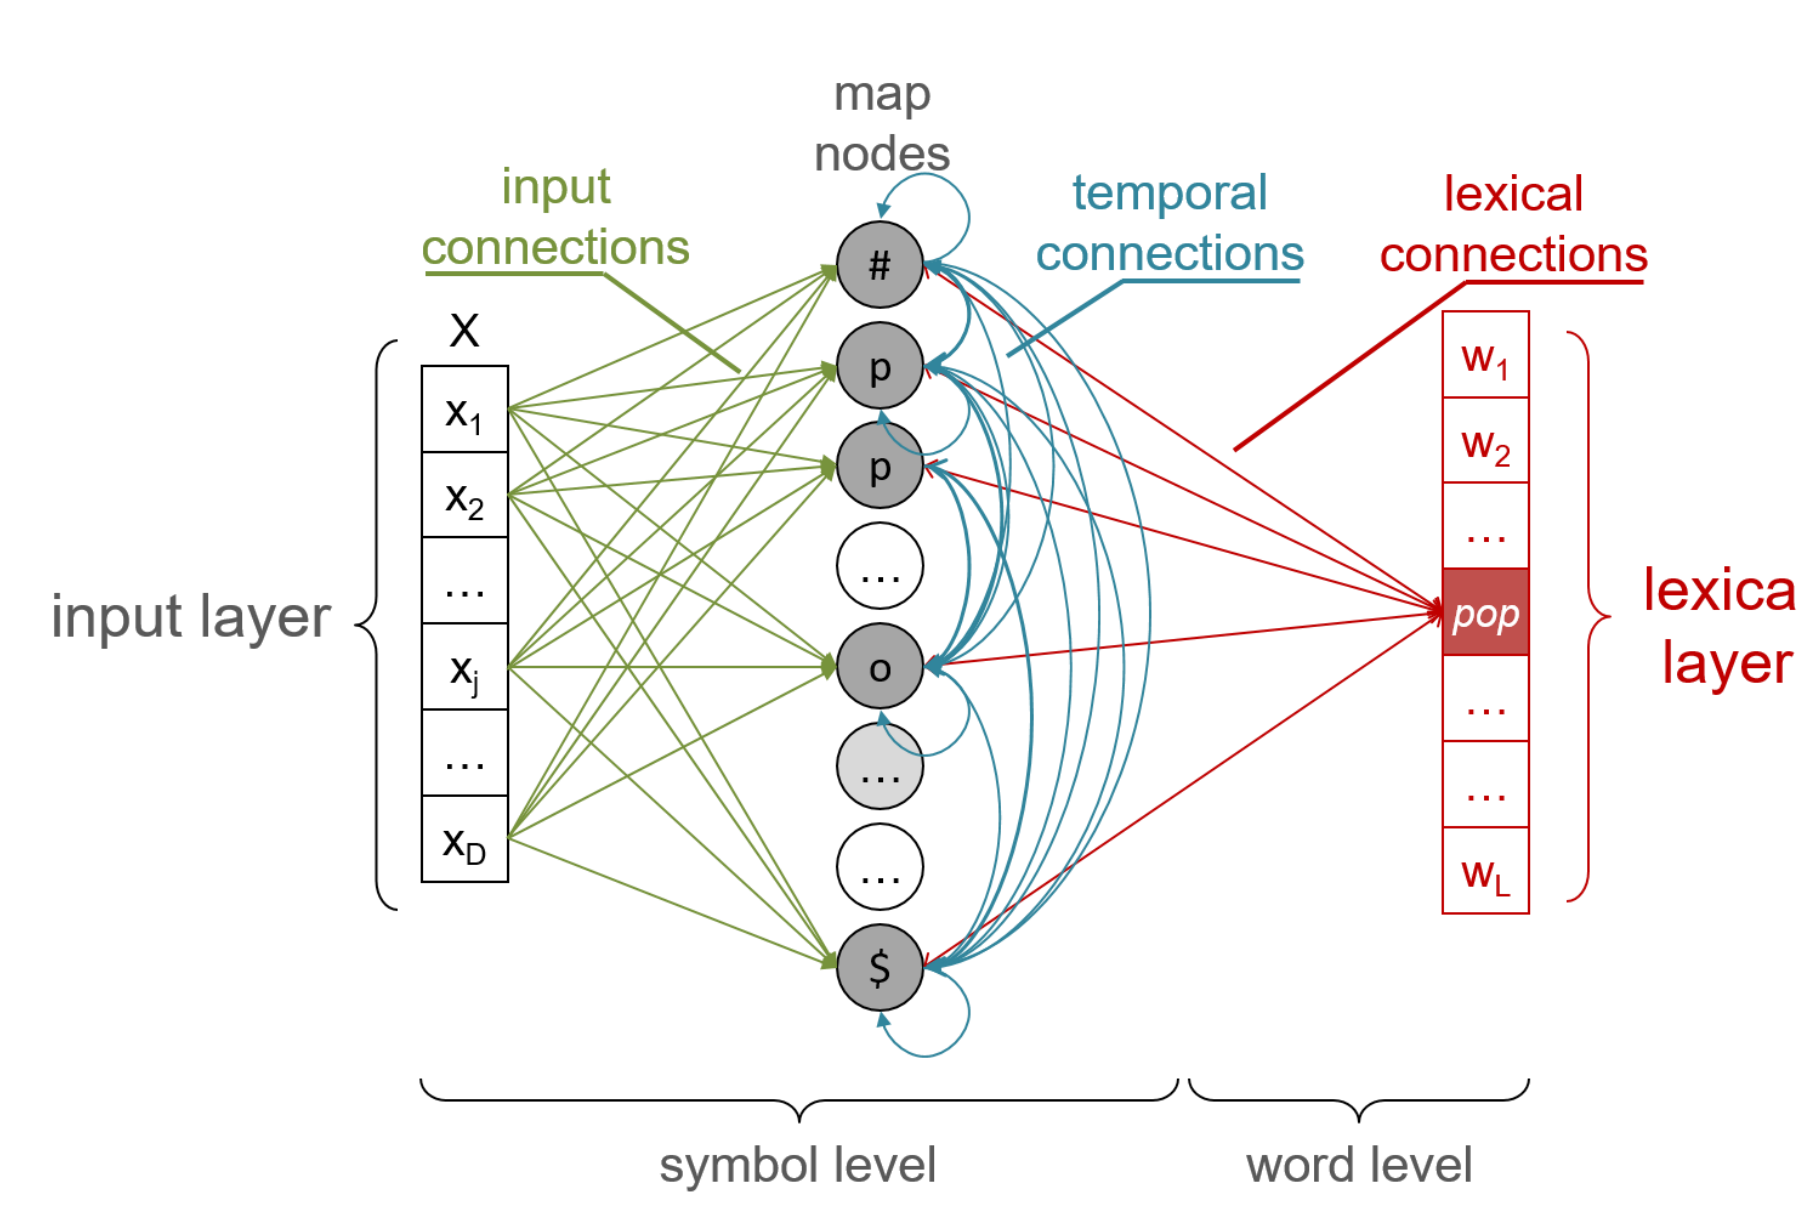 map
nodes
input
connections
temporal
connections
lexical
connections
X
x1
x2
...
xj
...
xD
input layer
#
p
p
...
o
...
...
$
w1
w2
...
pop
...
...
wL
lexica
layer
symbol level
word level